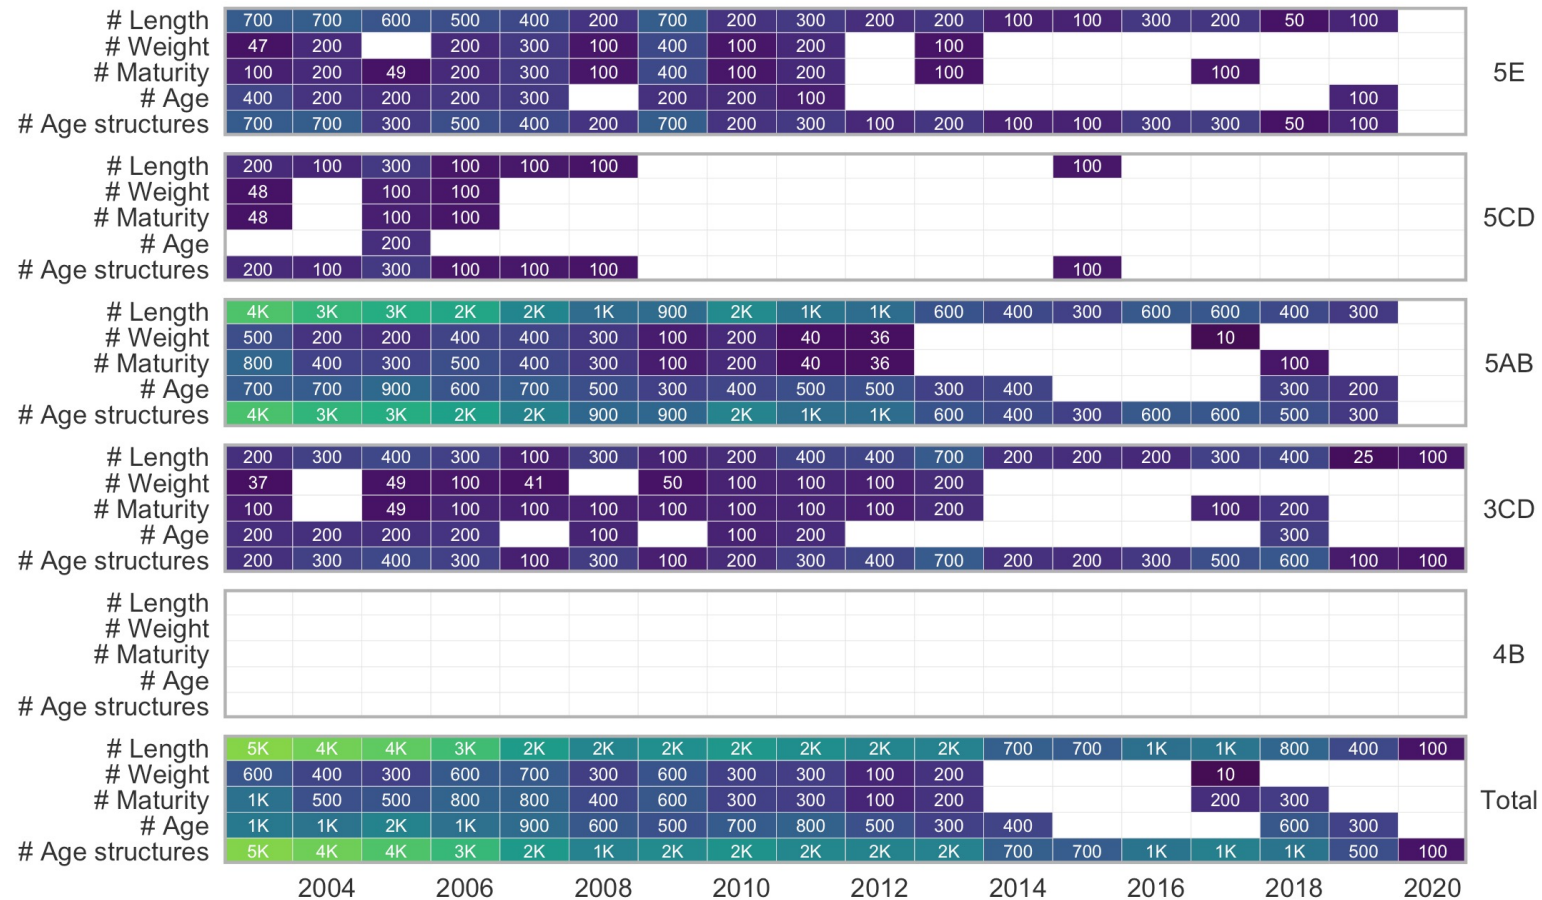 # Length 700 700 600 500 400 200 700 200 300 200 200 100 100 300 200 50 100
# Weight 47 200 200 300 100 400 100 200 100
# Maturity 100 200 49 200 300 100 400 100 200 100 100 5E
# Age 400 200 200 200 300 200 200 100 100
# Age structures 700 700 300 500 400 200 700 200 300 100 200 100 100 300 300 50 100
# Length 200 100 300 100 100 100 100
# Weight 48 100 100
# Maturity 48 100 100 5CD
# Age 200
# Age structures 200 100 300 100 100 100 100
# Length 4K 3K 3K 2K 2K 1K 900 2K 1K 1K 600 400 300 600 600 400 300
# Weight 500 200 200 400 400 300 100 200 40 36 10
# Maturity 800 400 300 500 400 300 100 200 40 36 100 5AB
# Age 700 700 900 600 700 500 300 400 500 500 300 400 300 200
# Age structures 4K 3K 3K 2K 2K 900 900 2K 1K 1K 600 400 300 600 600 500 300
# Length 200 300 400 300 100 300 100 200 400 400 700 200 200 200 300 400 25 100
# Weight 37 49 100 41 50 100 100 100 200
# Maturity 100 49 100 100 100 100 100 100 100 200 100 200 3CD
# Age 200 200 200 200 100 100 200 300
# Age structures 200 300 400 300 100 300 100 200 300 400 700 200 200 300 500 600 100 100
# Length
# Weight
# Maturity 4B
# Age
# Age structures
# Length 5K 4K 4K 3K 2K 2K 2K 2K 2K 2K 2K 700 700 1K 1K 800 400 100
# Weight 600 400 300 600 700 300 600 300 300 100 200 10
# Maturity 1K 500 500 800 800 400 600 300 300 100 200 200 300 Total
# Age 1K 1K 2K 1K 900 600 500 700 800 500 300 400 600 300
# Age structures 5K 4K 4K 3K 2K 1K 2K 2K 2K 2K 2K 700 700 1K 1K 1K 500 100
2004 2006 2008 2010 2012 2014 2016 2018 2020